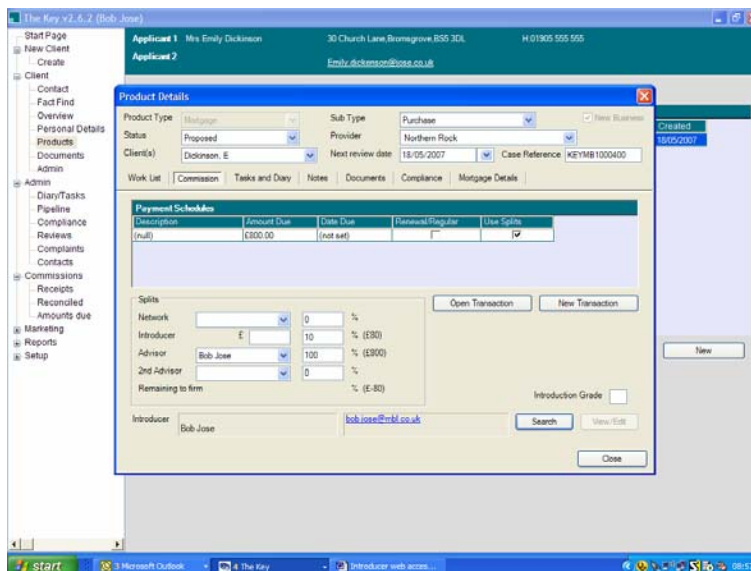 The Key v2.6.2 (Bob Jose)
Start Page
New Client
Create
Client
Contact
Fact Find
Overview
Personal Details
Products
Documents
Admin
Admin
Diary/Tasks
Pipeline
Compliance
Reviews
Complaints
Contacts
Commissions
Receipts
Reconciled
Amounts due
Marketing
Reports
Setup
Applicant 1 Mrs Emily Dickinson 30 Church Lane,Bromsgrove,BS5 3DL H:01905 555 555
Applicant 2 Emily.dickenson@jose.co.uk
Created
18/05/2007
New
Product Details
Product Type Mortgage Sub Type Purchase New Business
Status Proposed Provider Northern Rock
Client(s) Dickinson, E Next review date 18/05/2007 Case Reference KEYMB1000400
Work List Commission Tasks and Diary Notes Documents Compliance Mortgage Details
Payment Schedules
Description Amount Due Date Due Renewal/Regular Use Splits
(null) £800.00 (not set)
Splits
Open Transaction New Transaction
Network 0 %
Introducer £ 10 % (£80)
Advisor Bob Jose 100 % (£800)
2nd Advisor 0 %
Remaining to firm % (£-80)
Introduction Grade
Introducer Bob Jose bob.jose@mbl.co.uk Search View/Edit
Close
start 3 Microsoft Outlook 4 The Key Introducer web acces...